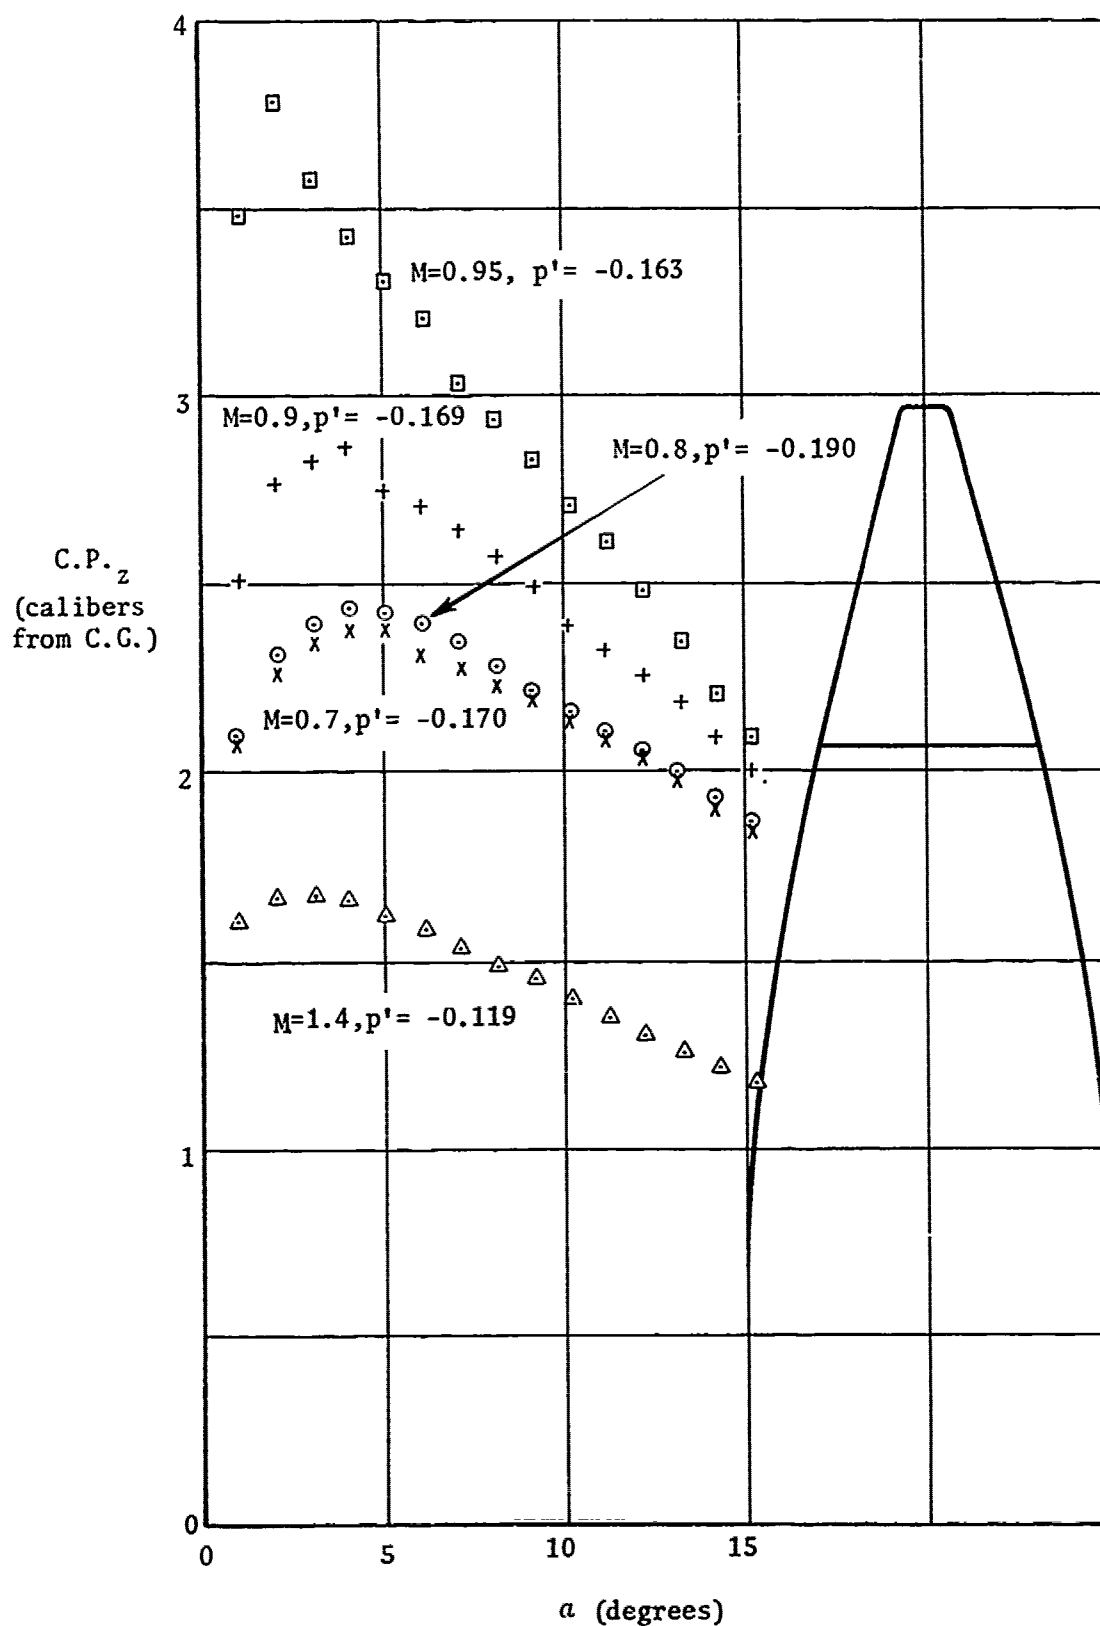 4
M=0.95, p'= -0.163
3
M=0.9,p'= -0.169
M=0.8,p'= -0.190
C.P.z
(calibers
from C.G.)
M=0.7,p'= -0.170
2
M=1.4,p'= -0.119
1
0
0 5 10 15
a (degrees)